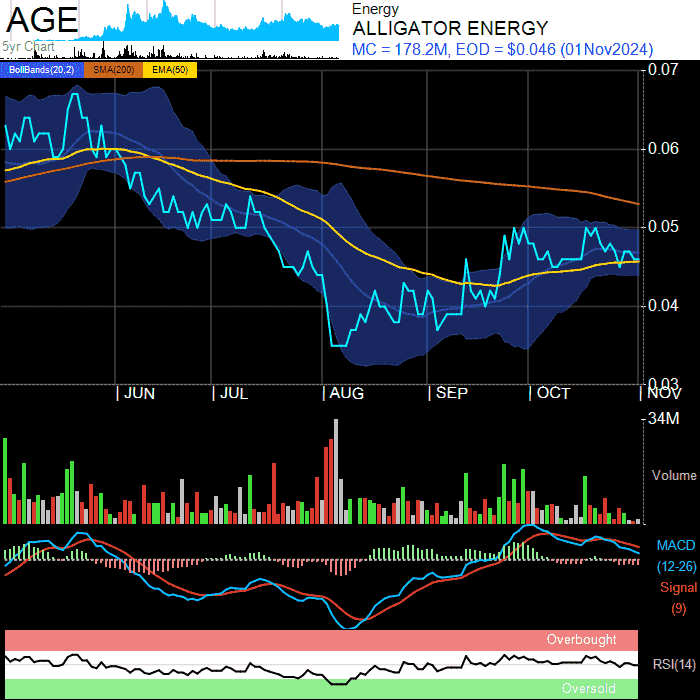 AGE
5yr Chart
Energy
ALLIGATOR ENERGY
MC = 178.2M, EOD = $0.046 (01Nov2024)
BollBands(20,2) SMA(200) EMA(50)
0.07
0.06
0.05
0.04
0.03
| JUN | JUL | AUG | SEP | OCT | NOV
34M
Volume
MACD
(12-26)
Signal
(9)
Overbought
RSI(14)
Oversold